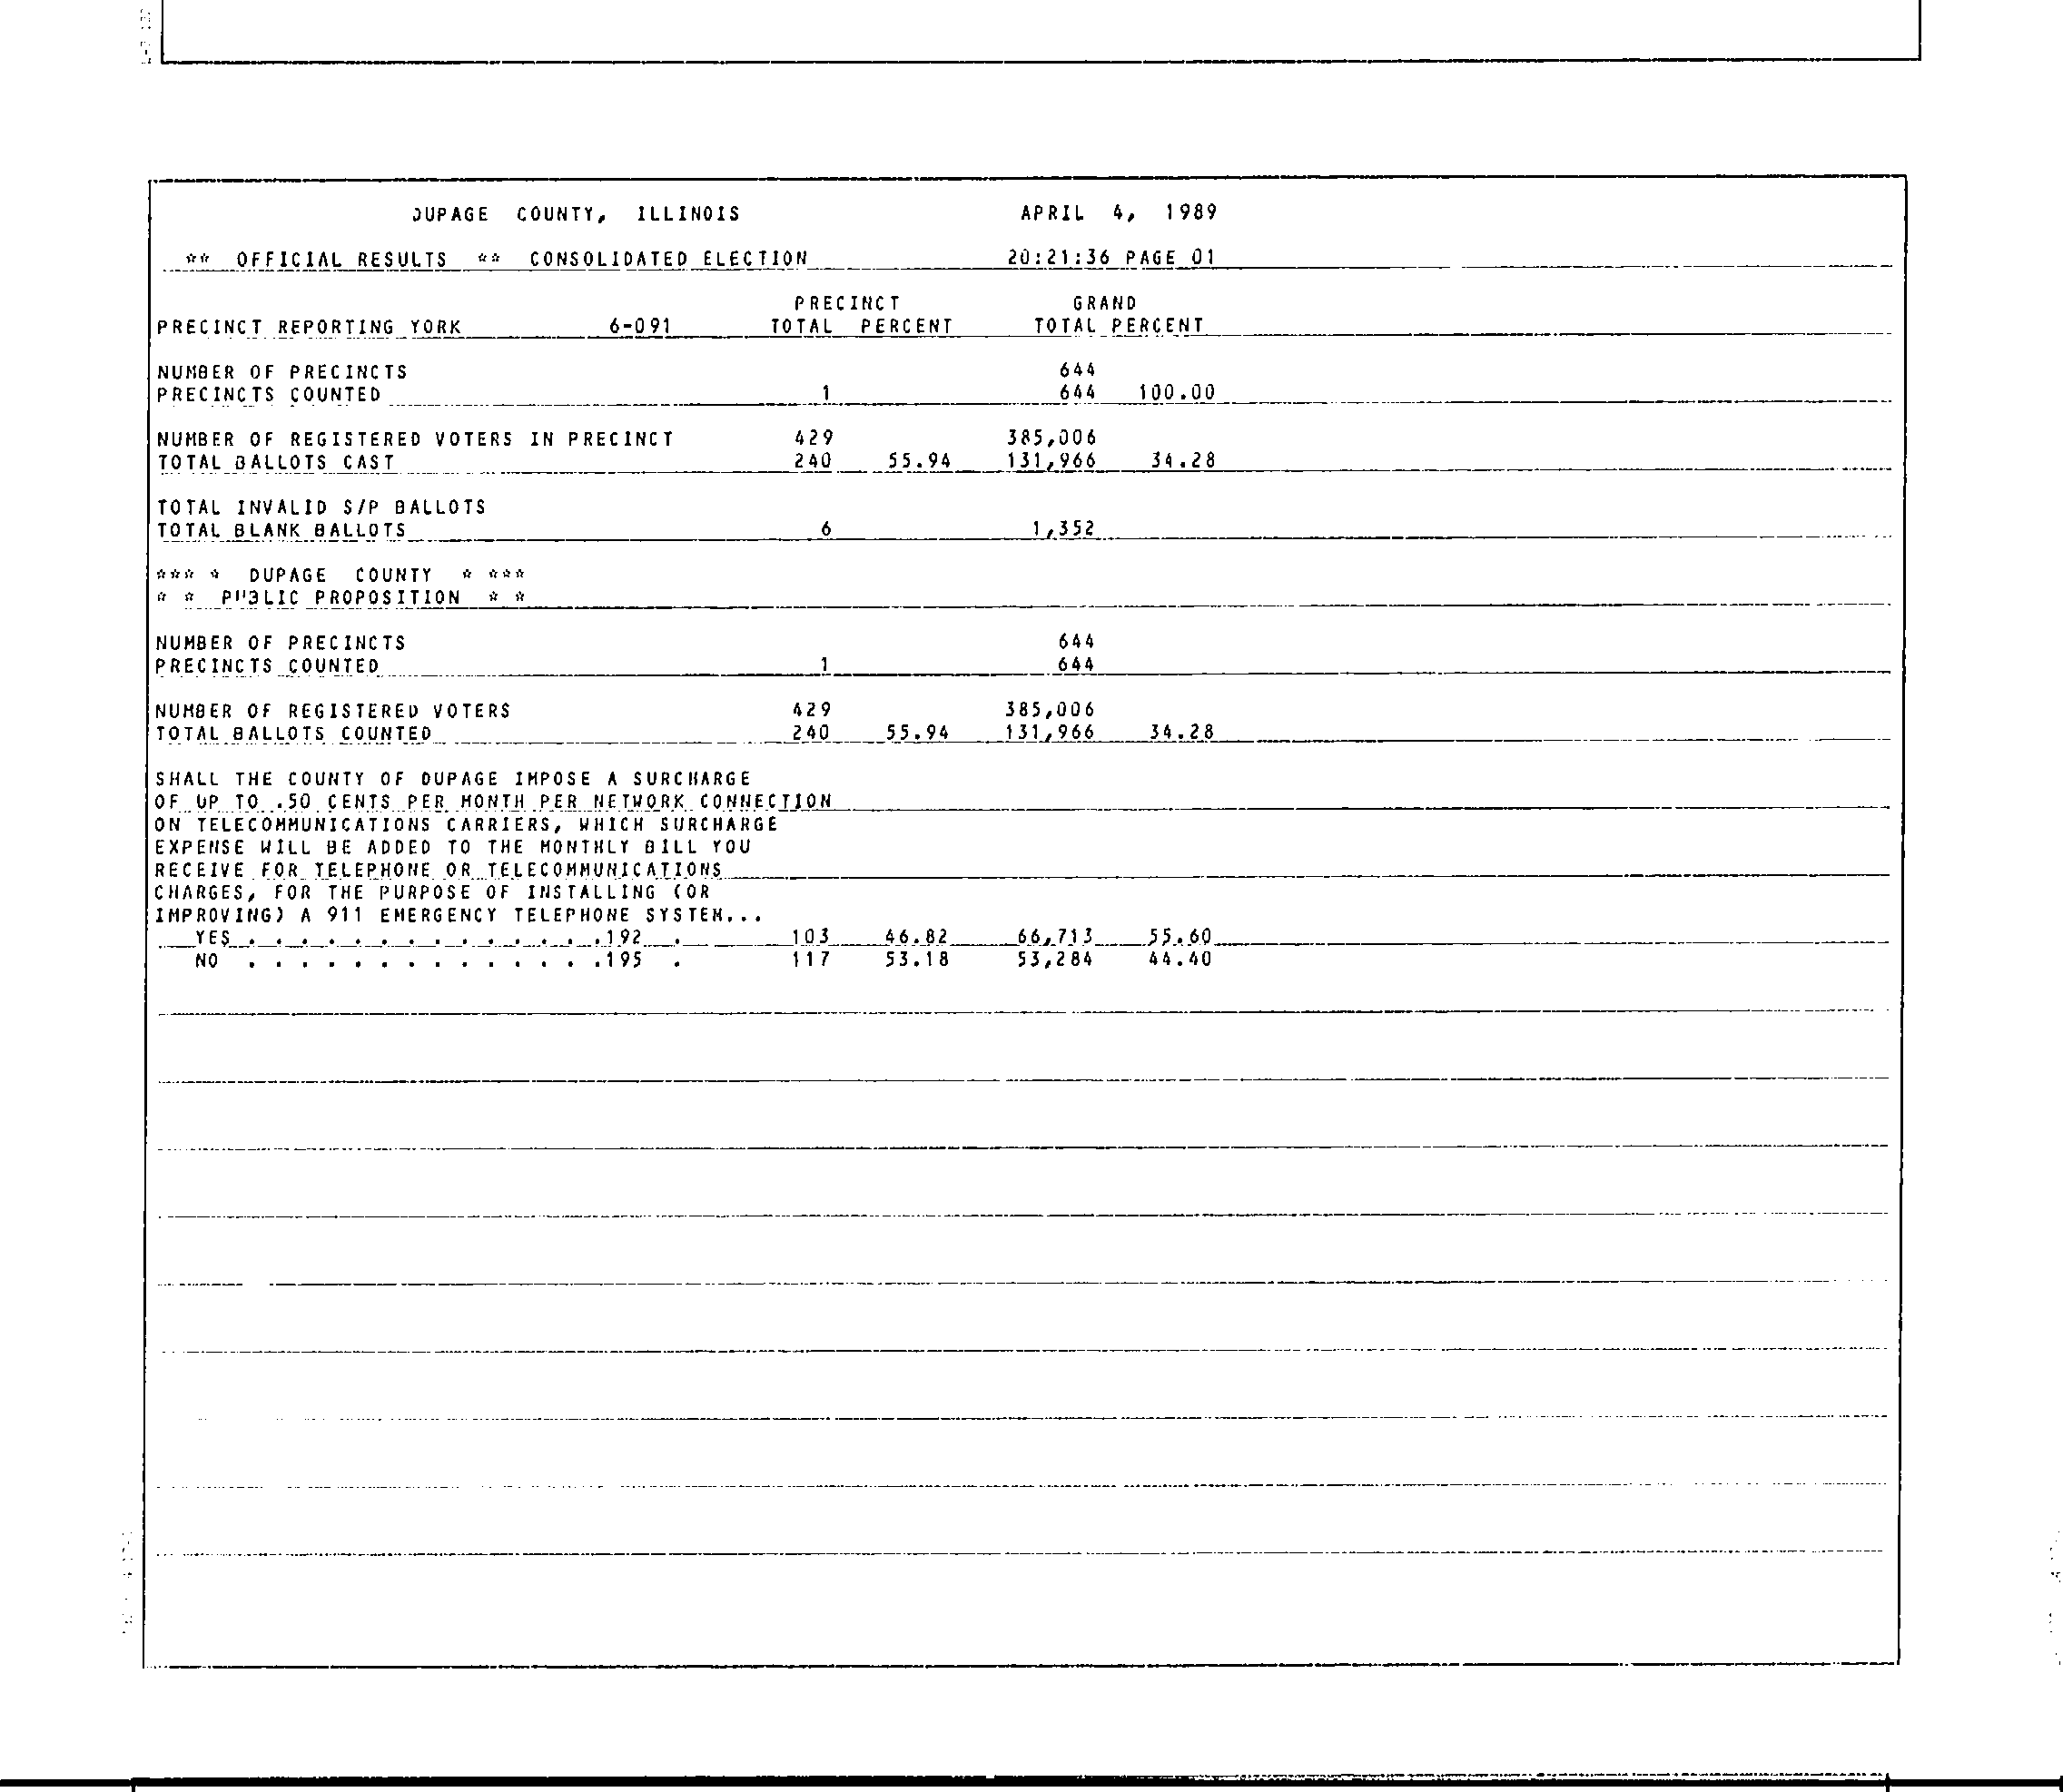 DUPAGE COUNTY, ILLINOIS APRIL 4, 1989
** OFFICIAL RESULTS ** CONSOLIDATED ELECTION 20:21:36 PAGE 01
PRECINCT GRAND
PRECINCT REPORTING YORK 6-091 TOTAL PERCENT TOTAL PERCENT
NUMBER OF PRECINCTS 644
PRECINCTS COUNTED 1 644 100.00
NUMBER OF REGISTERED VOTERS IN PRECINCT 429 385,006
TOTAL BALLOTS CAST 240 55.94 131,966 34.28
TOTAL INVALID S/P BALLOTS
TOTAL BLANK BALLOTS 6 1,352
*** * DUPAGE COUNTY * ***
* * PUBLIC PROPOSITION * *
NUMBER OF PRECINCTS 644
PRECINCTS COUNTED 1 644
NUMBER OF REGISTERED VOTERS 429 385,006
TOTAL BALLOTS COUNTED 240 55.94 131,966 34.28
SHALL THE COUNTY OF DUPAGE IMPOSE A SURCHARGE
OF UP TO .50 CENTS PER MONTH PER NETWORK CONNECTION
ON TELECOMMUNICATIONS CARRIERS, WHICH SURCHARGE
EXPENSE WILL BE ADDED TO THE MONTHLY BILL YOU
RECEIVE FOR TELEPHONE OR TELECOMMUNICATIONS
CHARGES, FOR THE PURPOSE OF INSTALLING (OR
IMPROVING) A 911 EMERGENCY TELEPHONE SYSTEM...
YES . . . . . . . . . . . . . .192 . 103 46.82 66,713 55.60
NO . . . . . . . . . . . . . .195 . 117 53.18 53,284 44.40